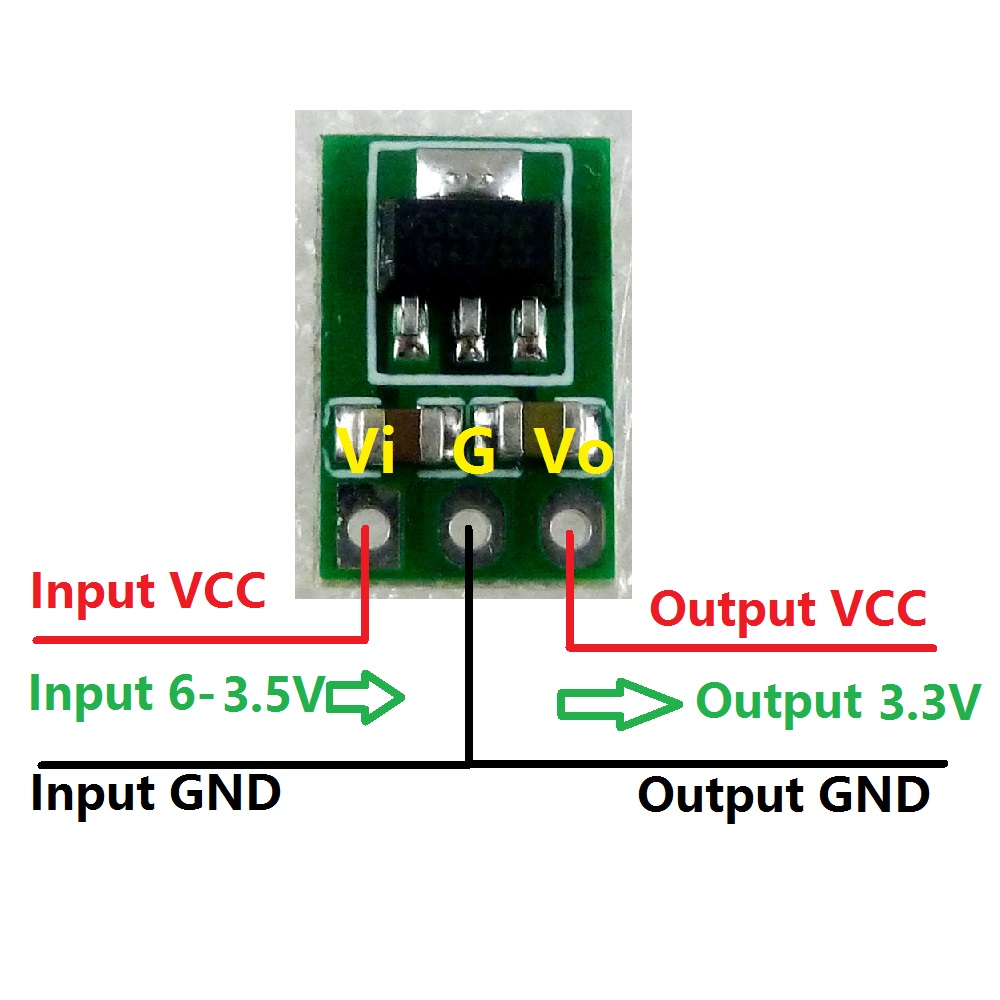 Vi G Vo
Input VCC
Output VCC
Input 6-3.5V
Output 3.3V
Input GND
Output GND